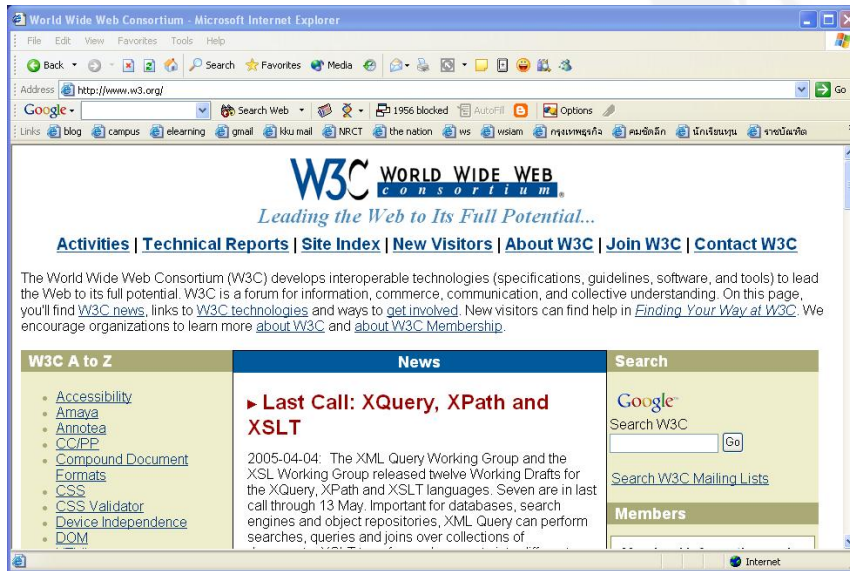 World Wide Web Consortium - Microsoft Internet Explorer
File Edit View Favorites Tools Help
Back Search Favorites Media
Address http://www.w3.org/ Go
Google Search Web 1956 blocked AutoFill Options
Links blog campus elearning gmail kku mail NRCT the nation ws wsiam กรุงเทพธุรกิจ คมชัดลึก นักเรียนทุน ราชบัณฑิต
W3C WORLD WIDE WEB
consortium
Leading the Web to Its Full Potential...
Activities | Technical Reports | Site Index | New Visitors | About W3C | Join W3C | Contact W3C
The World Wide Web Consortium (W3C) develops interoperable technologies (specifications, guidelines, software, and tools) to lead
the Web to its full potential. W3C is a forum for information, commerce, communication, and collective understanding. On this page,
you'll find W3C news, links to W3C technologies and ways to get involved. New visitors can find help in Finding Your Way at W3C. We
encourage organizations to learn more about W3C and about W3C Membership.
W3C A to Z
Accessibility
Amaya
Annotea
CC/PP
Compound Document
Formats
CSS
CSS Validator
Device Independence
DOM
News
► Last Call: XQuery, XPath and
XSLT
2005-04-04: The XML Query Working Group and the
XSL Working Group released twelve Working Drafts for
the XQuery, XPath and XSLT languages. Seven are in last
call through 13 May. Important for databases, search
engines and object repositories, XML Query can perform
searches, queries and joins over collections of
Search
Google
Search W3C
Go
Search W3C Mailing Lists
Members
Internet